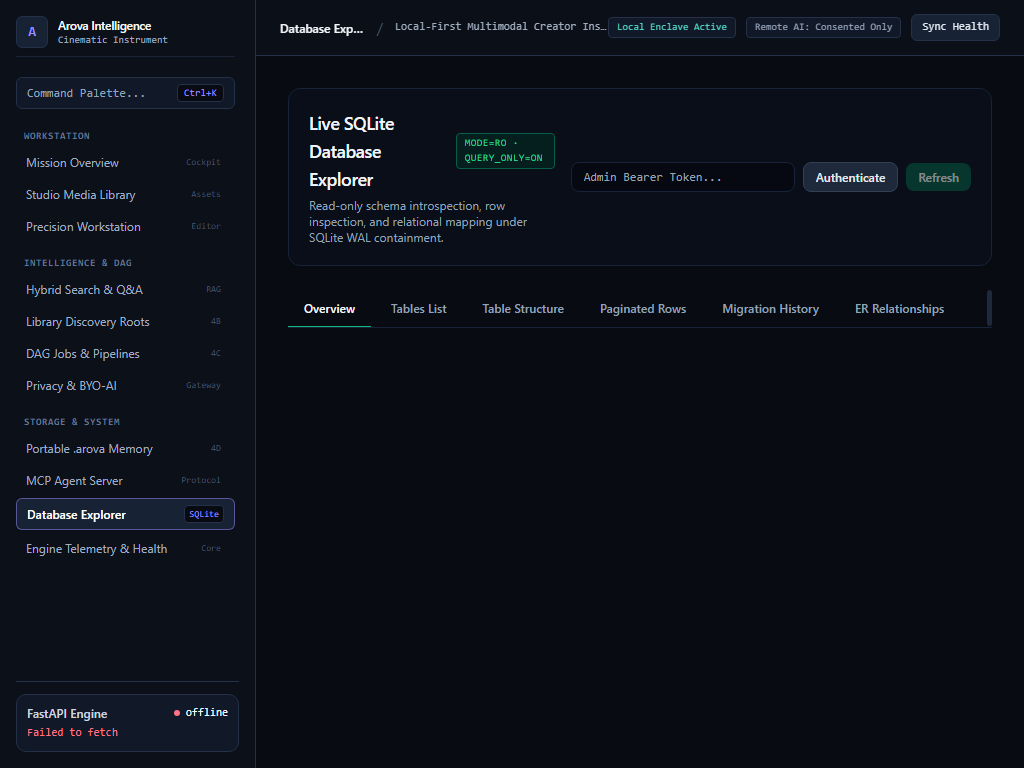 A
Arova Intelligence
Cinematic Instrument
Command Palette... Ctrl+K
WORKSTATION
Mission Overview Cockpit
Studio Media Library Assets
Precision Workstation Editor
INTELLIGENCE & DAG
Hybrid Search & Q&A RAG
Library Discovery Roots 4B
DAG Jobs & Pipelines 4C
Privacy & BYO-AI Gateway
STORAGE & SYSTEM
Portable .arova Memory 4D
MCP Agent Server Protocol
Database Explorer SQLite
Engine Telemetry & Health Core
FastAPI Engine offline
Failed to fetch
Database Exp... / Local-First Multimodal Creator Ins… Local Enclave Active Remote AI: Consented Only Sync Health
Live SQLite
Database
Explorer
MODE=RO ·
QUERY_ONLY=ON
Read-only schema introspection, row
inspection, and relational mapping under
SQLite WAL containment.
Admin Bearer Token... Authenticate Refresh
Overview Tables List Table Structure Paginated Rows Migration History ER Relationships